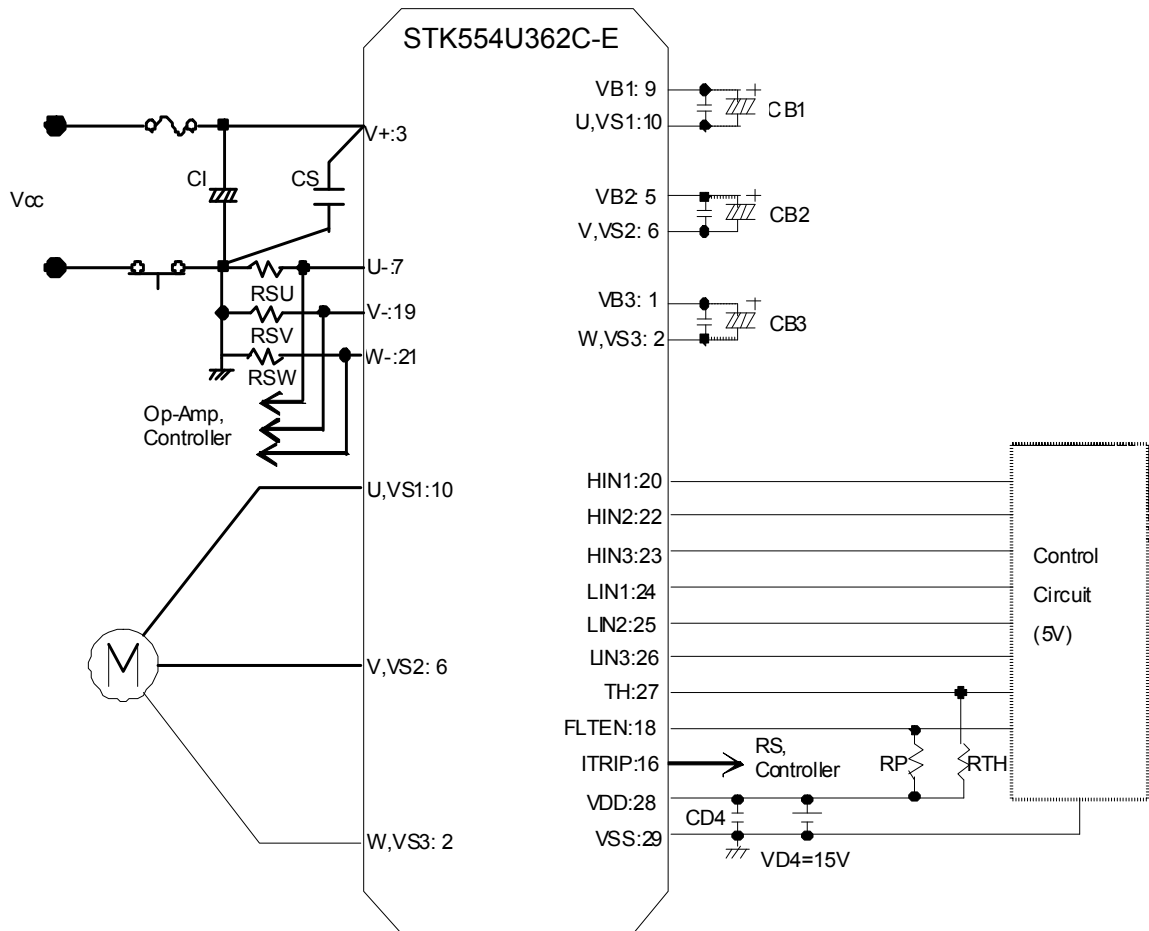 STK554U362C-E
VB1: 9
CB1
U,VS1:10
V+:3
CI
CS
Vcc
VB2: 5
CB2
V,VS2: 6
U-:7
RSU
V-:19
RSV
W-:21
RSW
VB3: 1
CB3
W,VS3: 2
Op-Amp,
Controller
U,VS1:10
V,VS2: 6
W,VS3: 2
M
HIN1:20
HIN2:22
HIN3:23
LIN1:24
LIN2:25
LIN3:26
TH:27
FLTEN:18
ITRIP:16
RS,
Controller
RP
RTH
VDD:28
CD4
VSS:29
VD4=15V
Control
Circuit
(5V)
+
+
+